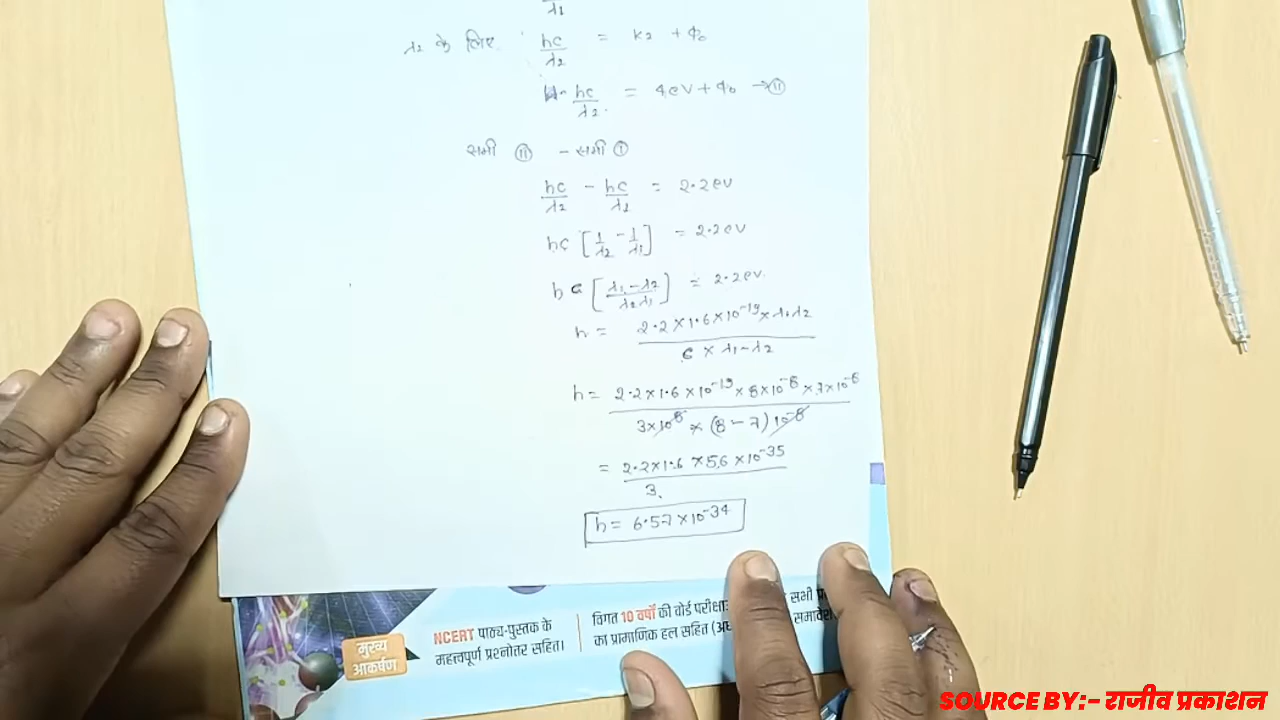 λ₁
λ₂ के लिए hc/λ₂ = K₂ + Φ₀
hc/λ₂ = 4eV + Φ₀ → (II)
समी (II) - समी (I)
hc/λ₂ - hc/λ₁ = 2.2eV
hc [1/λ₂ - 1/λ₁] = 2.2eV
hc [λ₁-λ₂/λ₂λ₁] = 2.2eV
h = 2.2×1.6×10⁻¹⁹×λ₁λ₂ / c × λ₁-λ₂
h = 2.2×1.6×10⁻¹⁹×8×10⁻⁸×7×10⁻⁸ / 3×10⁸ × (8-7)10⁻⁸
= 2.2×1.6×56×10⁻³⁵ / 3
h = 6.57×10⁻³⁴
मुख्य
आकर्षण
NCERT पाठ्य-पुस्तक के
महत्त्वपूर्ण प्रश्नोतर सहित।
विगत 10 वर्षों की बोर्ड सभी
का प्रामाणिक हल सहित
SOURCE BY:- राजीव प्रकाशन